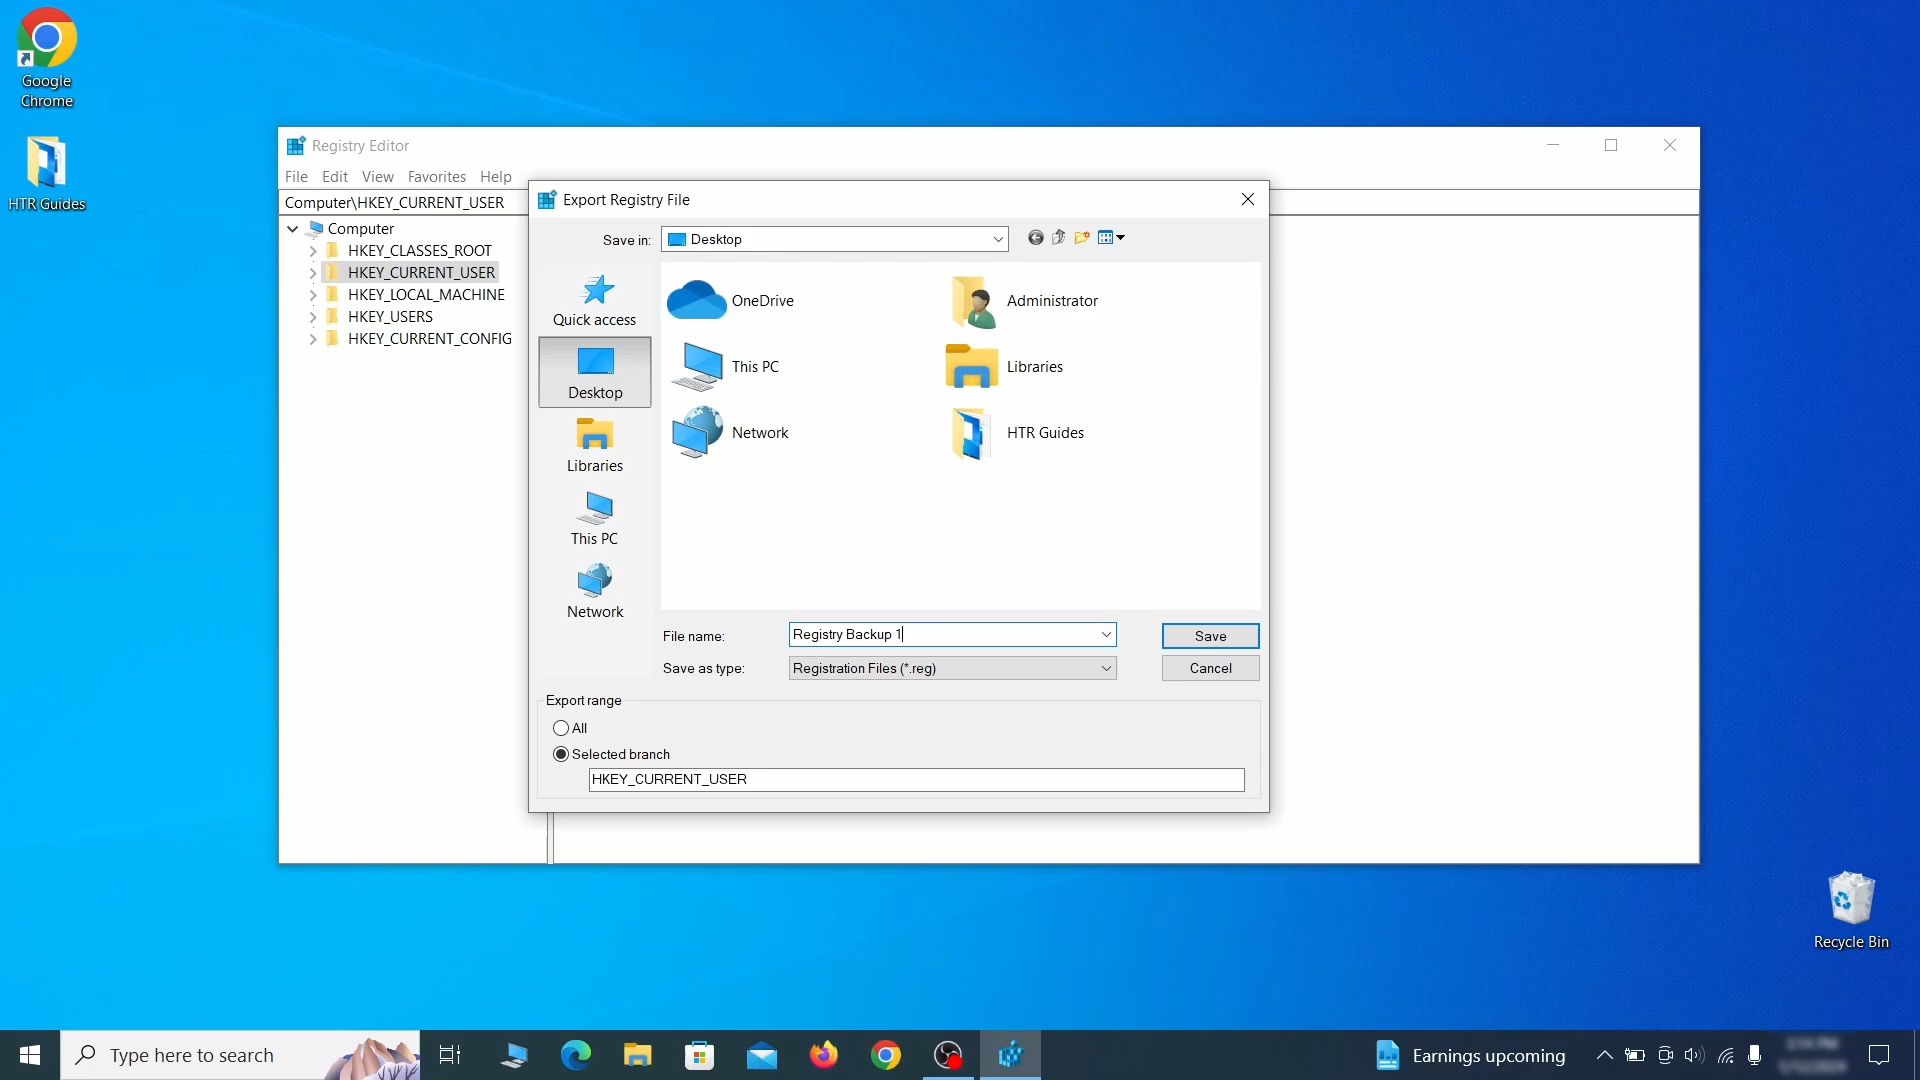 Google
Chrome
HTR Guides
Registry Editor
File Edit View Favorites Help
Computer\HKEY_CURRENT_USER
Computer
HKEY_CLASSES_ROOT
HKEY_CURRENT_USER
HKEY_LOCAL_MACHINE
HKEY_USERS
HKEY_CURRENT_CONFIG
Export Registry File
Save in: Desktop
Quick access
Desktop
Libraries
This PC
Network
OneDrive
Administrator
This PC
Libraries
Network
HTR Guides
File name: Registry Backup 1
Save
Save as type: Registration Files (*.reg)
Cancel
Export range
All
Selected branch
HKEY_CURRENT_USER
Recycle Bin
Type here to search
Earnings upcoming